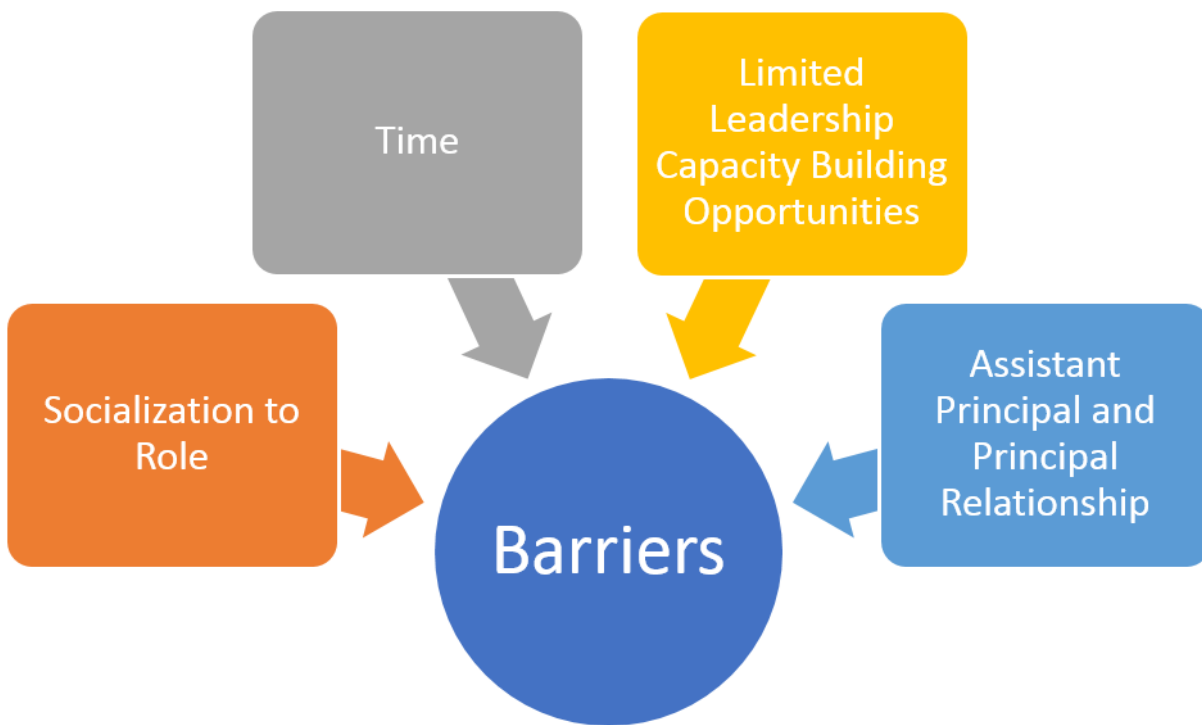 Time
Limited
Leadership
Capacity Building
Opportunities
Socialization to
Role
Assistant
Principal and
Principal
Relationship
Barriers